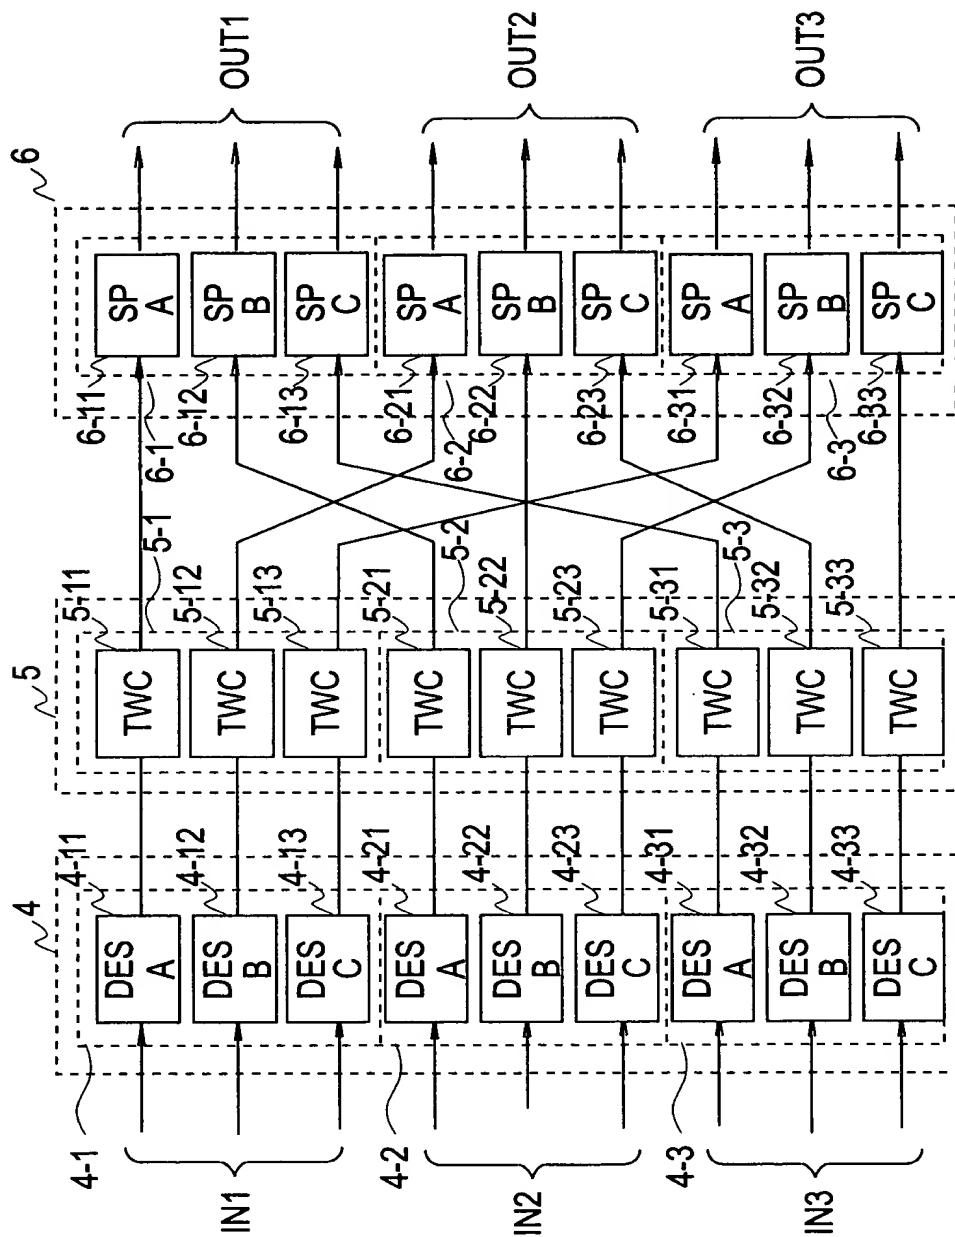 4
5
6
4-1
4-11
DES A
4-12
DES B
4-13
DES C
IN1
4-2
4-21
DES A
4-22
DES B
4-23
DES C
IN2
4-3
4-31
DES A
4-32
DES B
4-33
DES C
IN3
5-11
5-1
TWC
5-12
TWC
5-13
TWC
5-21
5-2
TWC
5-22
TWC
5-23
TWC
5-31
5-3
TWC
5-32
TWC
5-33
TWC
6-11
6-1
SP A
6-12
SP B
6-13
SP C
OUT1
6-21
6-2
SP A
6-22
SP B
6-23
SP C
OUT2
6-31
SP A
6-32
6-3
SP B
6-33
SP C
OUT3